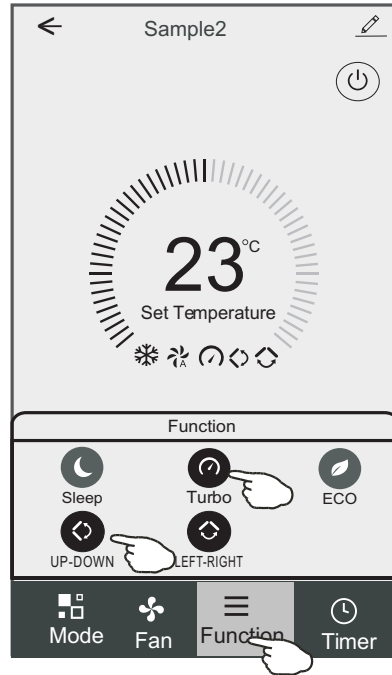 Sample2
23°C
Set Temperature
A
Function
Sleep Turbo ECO
UP-DOWN LEFT-RIGHT
Mode Fan Function Timer